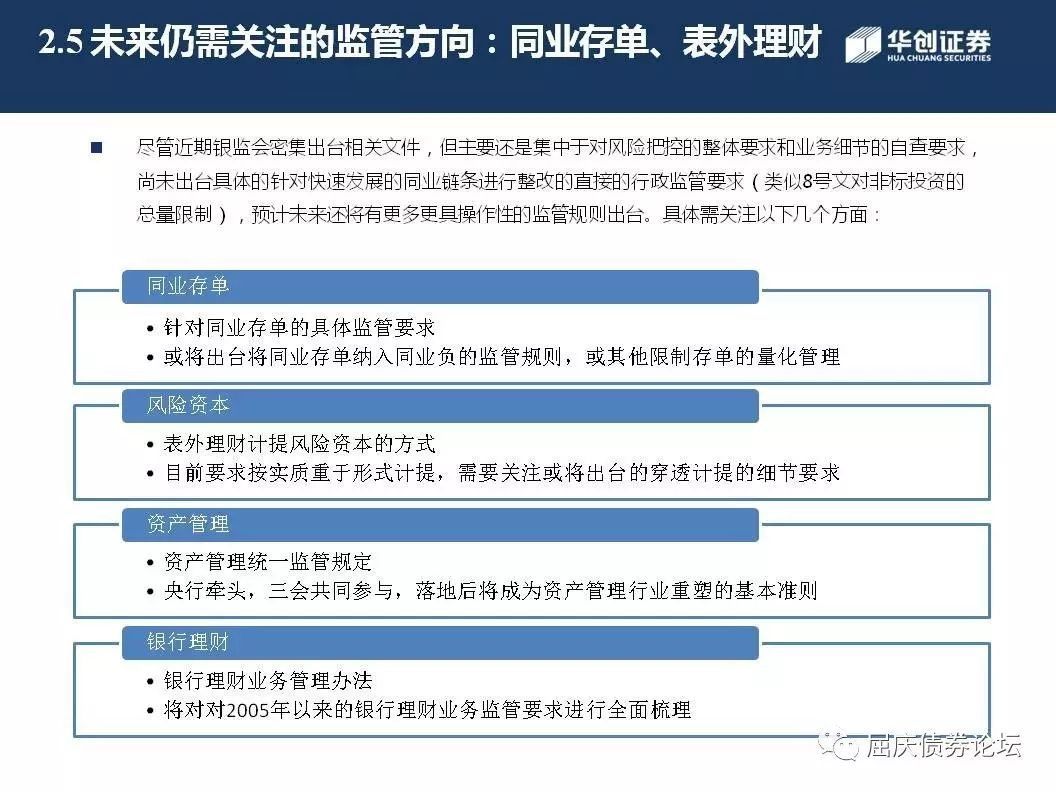 2.5 未来仍需关注的监管方向：同业存单、表外理财
华创证券
HUA CHUANG SECURITIES
尽管近期银监会密集出台相关文件，但主要还是集中于对风险把控的整体要求和业务细节的自查要求，
尚未出台具体的针对快速发展的同业链条进行整改的直接的行政监管要求（类似8号文对非标投资的
总量限制），预计未来还将有更多更具操作性的监管规则出台。具体需关注以下几个方面：
同业存单
• 针对同业存单的具体监管要求
• 或将出台将同业存单纳入同业负的监管规则，或其他限制存单的量化管理
风险资本
• 表外理财计提风险资本的方式
• 目前要求按实质重于形式计提，需要关注或将出台的穿透计提的细节要求
资产管理
• 资产管理统一监管规定
• 央行牵头，三会共同参与，落地后将成为资产管理行业重塑的基本准则
银行理财
• 银行理财业务管理办法
• 将对对2005年以来的银行理财业务监管要求进行全面梳理
屈庆债券论坛